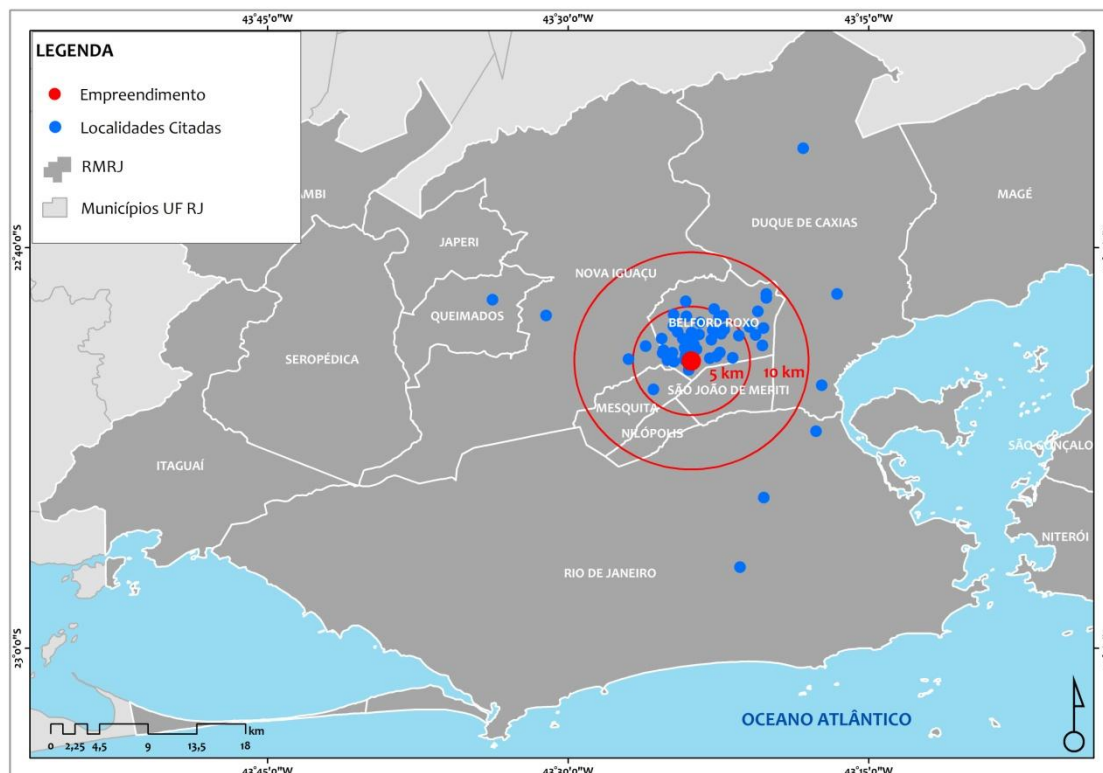 43°45'0"W
43°30'0"W
43°15'0"W
LEGENDA
Empreendimento
Localidades Citadas
RMRJ
Municípios UF RJ
22°40'0"S
AMBI
JAPERI
NOVA IGUAÇU
DUQUE DE CAXIAS
MAGÉ
QUEIMADOS
BELFORD ROXO
SEROPÉDICA
5 km
10 km
SÃO JOÃO DE MERITI
MESQUITA
NILÓPOLIS
SÃO GONÇALO
ITAGUAÍ
NITERÓI
RIO DE JANEIRO
23°0'0"S
OCEANO ATLÂNTICO
km
0 2,25 4,5 9 13,5 18
43°45'0"W
43°30'0"W
43°15'0"W